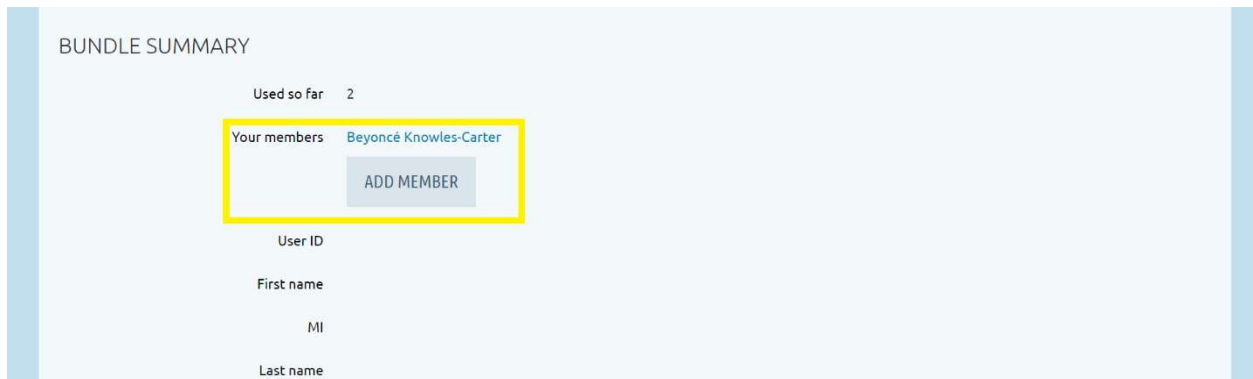 BUNDLE SUMMARY
Used so far 2
Your members Beyoncé Knowles-Carter
ADD MEMBER
User ID
First name
MI
Last name